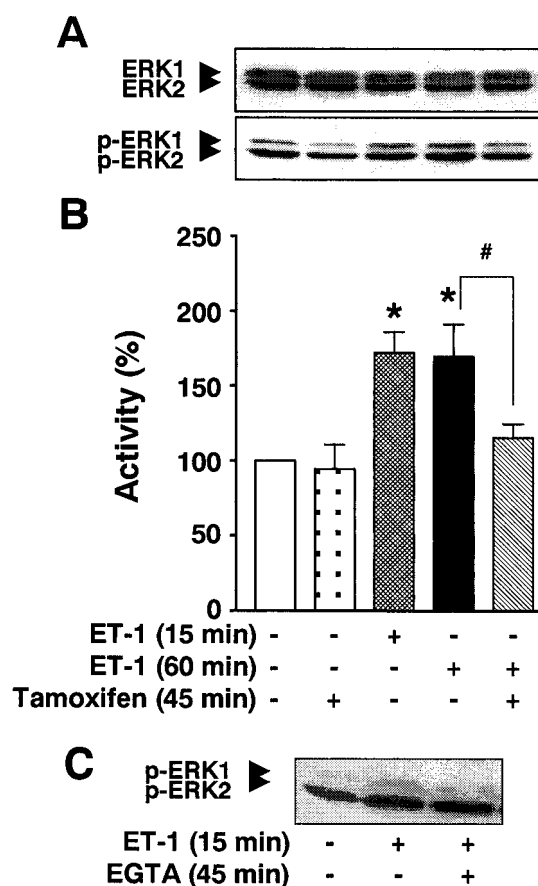 A
ERK1
ERK2
p-ERK1
p-ERK2
B
250
200
150
100
50
0
Activity (%)
*
*
#
ET-1 (15 min) - - + - -
ET-1 (60 min) - - - + +
Tamoxifen (45 min) - + - - +
C
p-ERK1
p-ERK2
ET-1 (15 min) - + +
EGTA (45 min) - - +